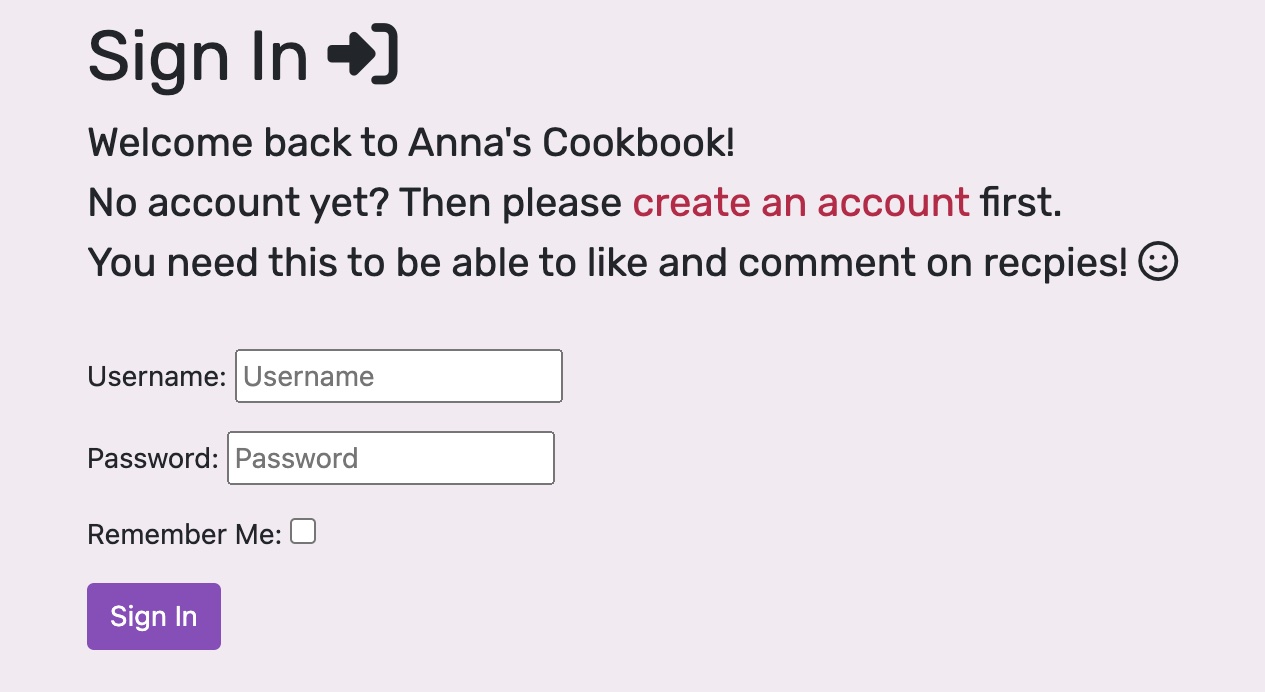 Sign In
Welcome back to Anna's Cookbook!
No account yet? Then please create an account first.
You need this to be able to like and comment on recpies!
Username: Username
Password: Password
Remember Me:
Sign In